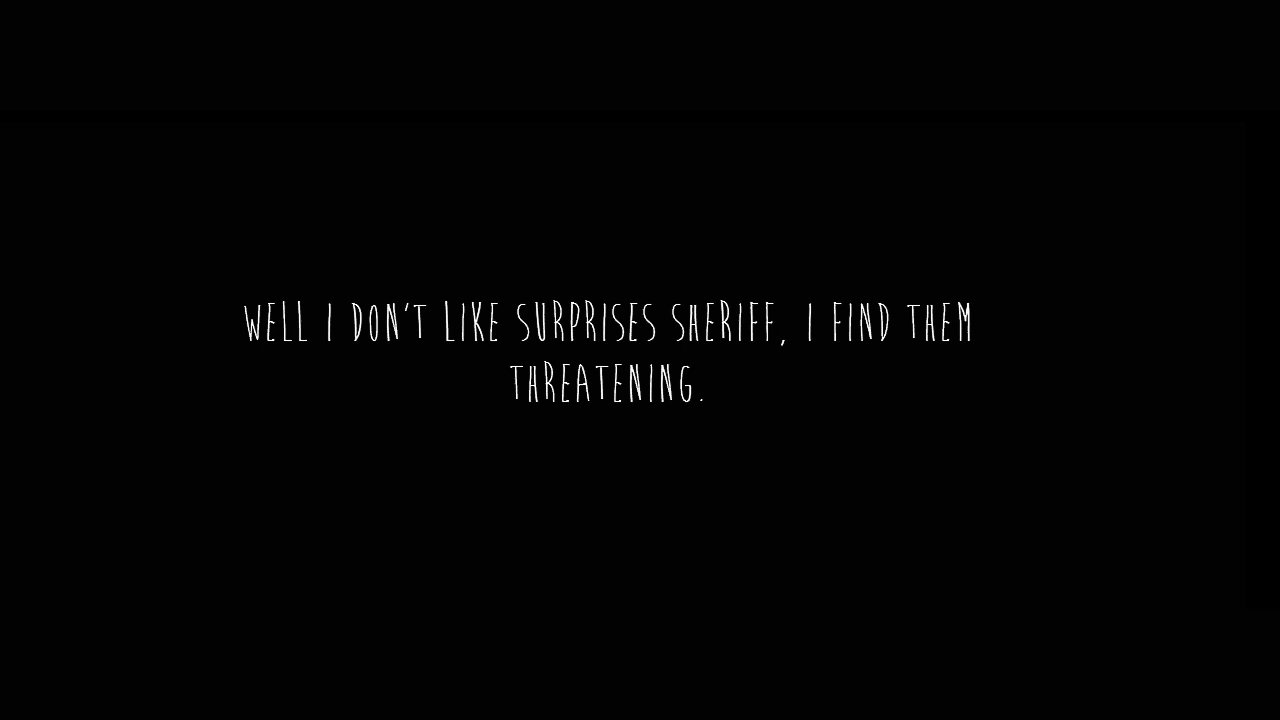 WELL I DON'T LIKE SURPRISES SHERIFF, I FIND THEM
THREATENING.